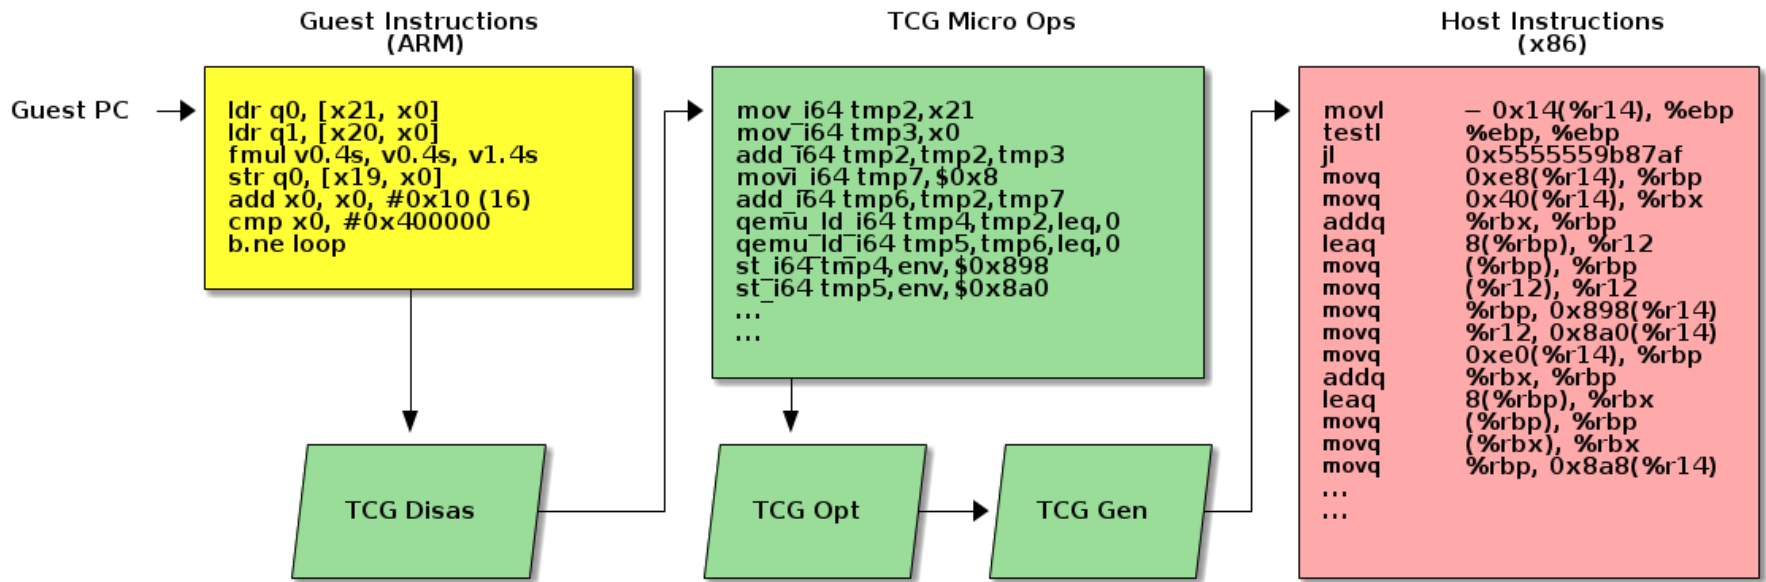 Guest Instructions
(ARM)
Guest PC
ldr q0, [x21, x0]
ldr q1, [x20, x0]
fmul v0.4s, v0.4s, v1.4s
str q0, [x19, x0]
add x0, x0, #0x10 (16)
cmp x0, #0x400000
b.ne loop
TCG Disas
TCG Micro Ops
mov_i64 tmp2,x21
mov_i64 tmp3,x0
add_i64 tmp2,tmp2,tmp3
movi_i64 tmp7,$0x8
add_i64 tmp6,tmp2,tmp7
qemu_ld_i64 tmp4,tmp2,leq,0
qemu_ld_i64 tmp5,tmp6,leq,0
st_i64 tmp4,env,$0x898
st_i64 tmp5,env,$0x8a0
...
...
TCG Opt
TCG Gen
Host Instructions
(x86)
movl – 0x14(%r14), %ebp
testl %ebp, %ebp
jl 0x5555559b87af
movq 0xe8(%r14), %rbp
movq 0x40(%r14), %rbx
addq %rbx, %rbp
leaq 8(%rbp), %r12
movq (%rbp), %rbp
movq (%r12), %r12
movq %rbp, 0x898(%r14)
movq %r12, 0x8a0(%r14)
movq 0xe0(%r14), %rbp
addq %rbx, %rbp
leaq 8(%rbp), %rbx
movq (%rbp), %rbp
movq (%rbx), %rbx
movq %rbp, 0x8a8(%r14)
...
...